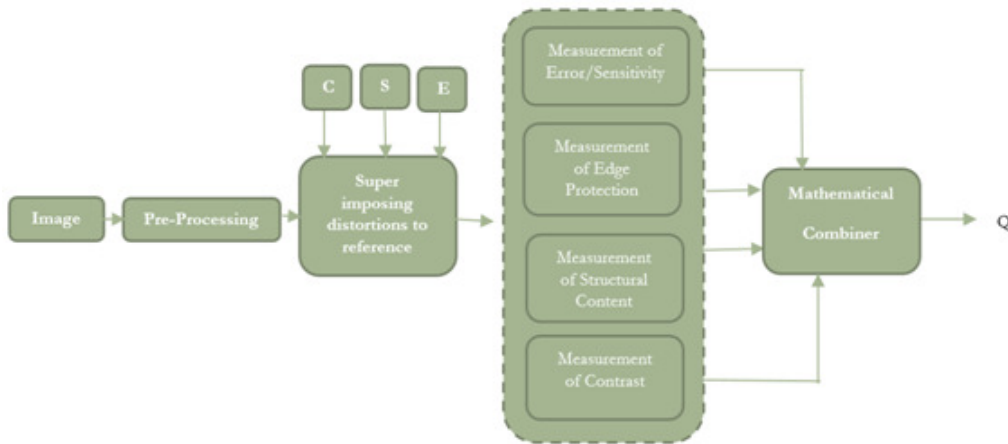 Image
Pre-Processing
C
S
E
Super
imposing
distortions to
reference
Measurement of
Error/Sensitivity
Measurement
of Edge
Protection
Measurement
of Structural
Content
Measurement
of Contrast
Mathematical
Combiner
Q